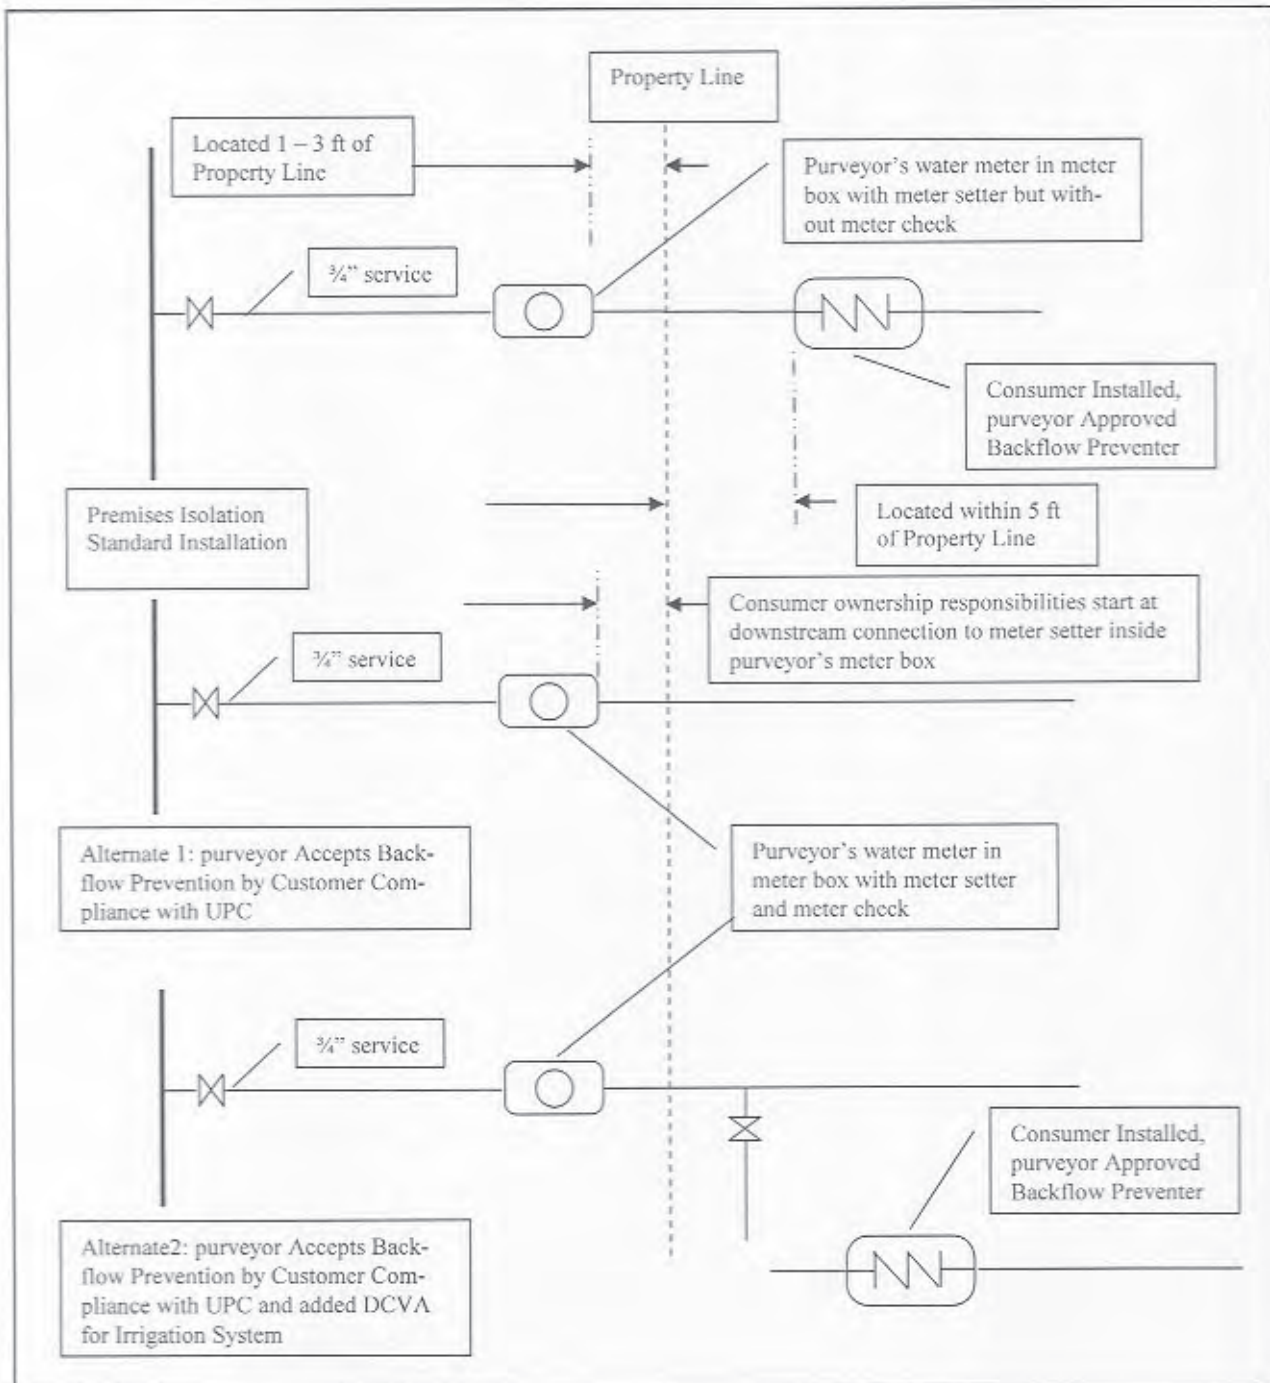 Property Line
Located 1 – 3 ft of
Property Line
Purveyor's water meter in meter
box with meter setter but with-
out meter check
¾" service
Consumer Installed,
purveyor Approved
Backflow Preventer
Premises Isolation
Standard Installation
Located within 5 ft
of Property Line
Consumer ownership responsibilities start at
downstream connection to meter setter inside
purveyor's meter box
¾" service
Alternate 1: purveyor Accepts Back-
flow Prevention by Customer Com-
pliance with UPC
Purveyor's water meter in
meter box with meter setter
and meter check
¾" service
Consumer Installed,
purveyor Approved
Backflow Preventer
Alternate2: purveyor Accepts Back-
flow Prevention by Customer Com-
pliance with UPC and added DCVA
for Irrigation System